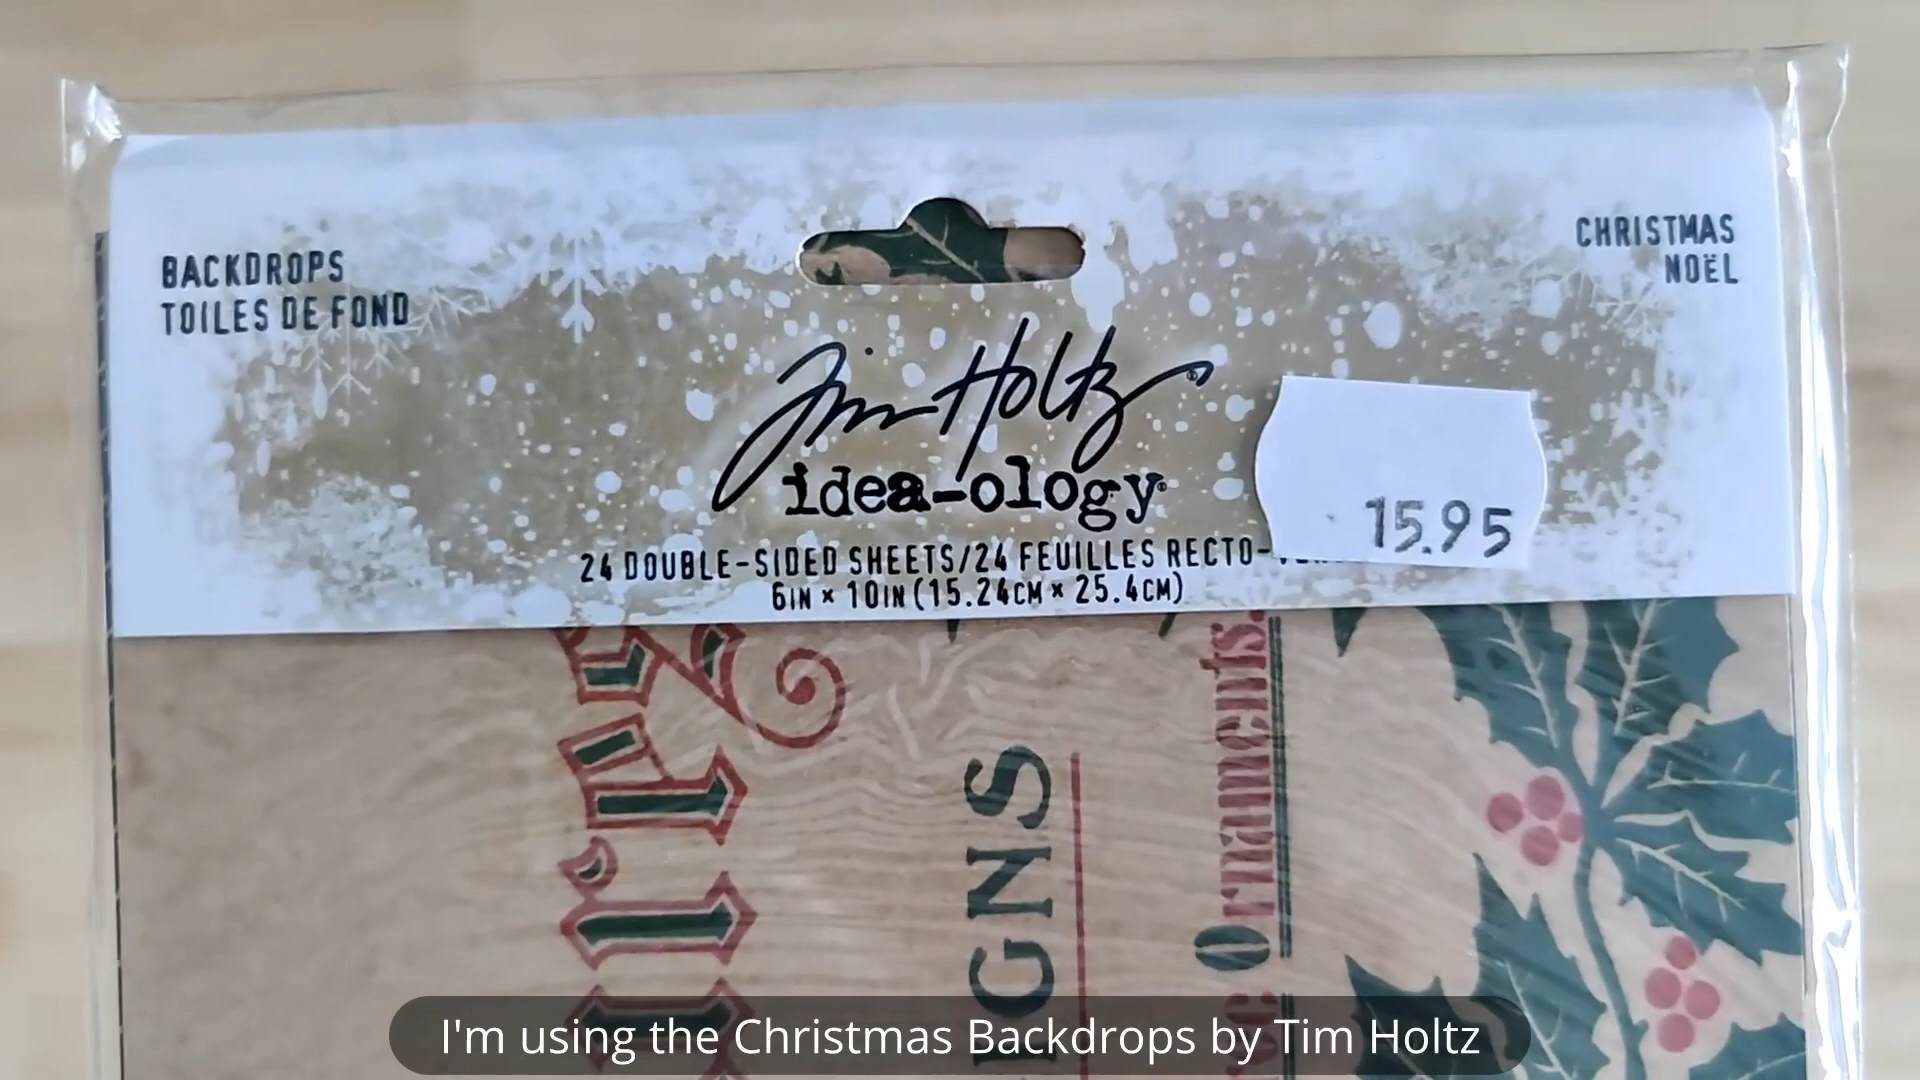 BACKDROPS
TOILES DE FOND
CHRISTMAS
NOËL
Tim Holtz®
idea-ology
15.95
24 DOUBLE-SIDED SHEETS/24 FEUILLES RECTO-
6IN × 10IN (15.24CM × 25.4CM)
IGNS
Ornaments.
I'm using the Christmas Backdrops by Tim Holtz